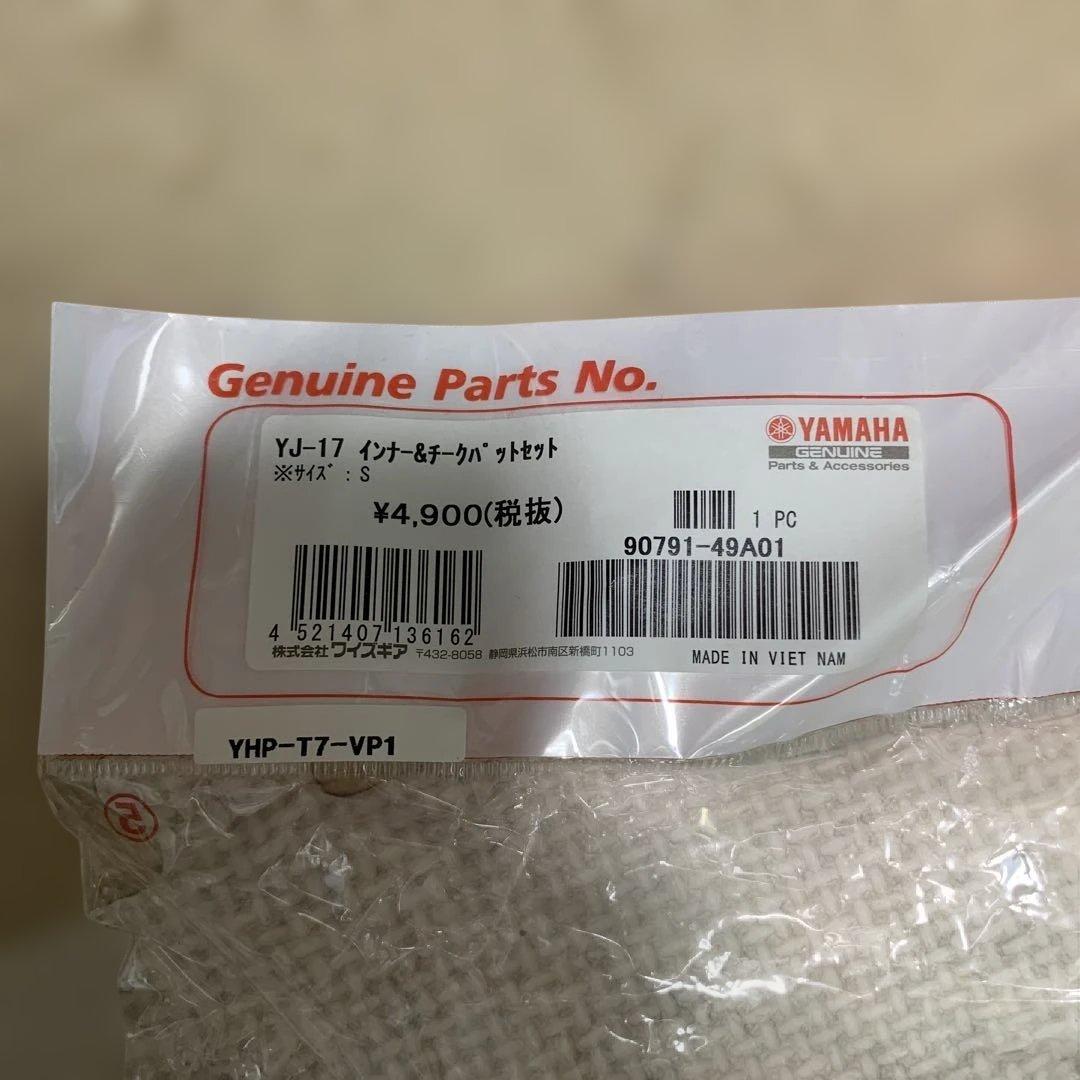 Genuine Parts No.
YJ-17 インナー&チークパットセット
※サイズ:S
YAMAHA
GENUINE
Parts & Accessories
¥4,900(税抜)
1 PC
90791-49A01
4 521407 136162
株式会社 ワイズギア 〒432-8058 静岡県浜松市南区新橋町1103
MADE IN VIET NAM
YHP-T7-VP1
5